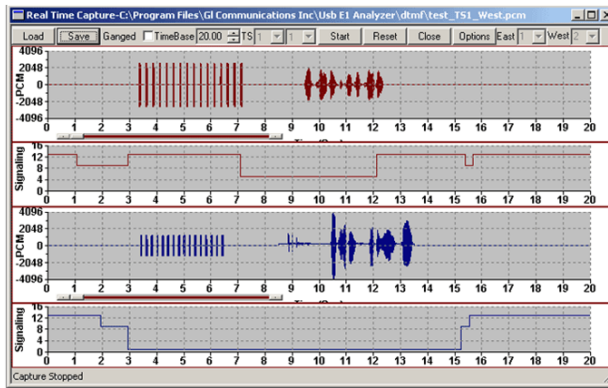 Real Time Capture-C:\Program Files\Gl Communications Inc\Usb E1 Analyzer\dtmf\test_TS1_West.pcm
Load Save Ganged TimeBase 20.00 TS 1 1 Start Reset Close Options East 1 West 2
4096
2048
0
-2048
-4096
PCM
0 1 2 3 4 5 6 7 8 9 10 11 12 13 14 15 16 17 18 19 20
16
12
8
4
0
Signaling
0 1 2 3 4 5 6 7 8 9 10 11 12 13 14 15 16 17 18 19 20
4096
2048
0
-2048
-4096
PCM
0 1 2 3 4 5 6 7 8 9 10 11 12 13 14 15 16 17 18 19 20
16
12
8
4
0
Signaling
0 1 2 3 4 5 6 7 8 9 10 11 12 13 14 15 16 17 18 19 20
Capture Stopped